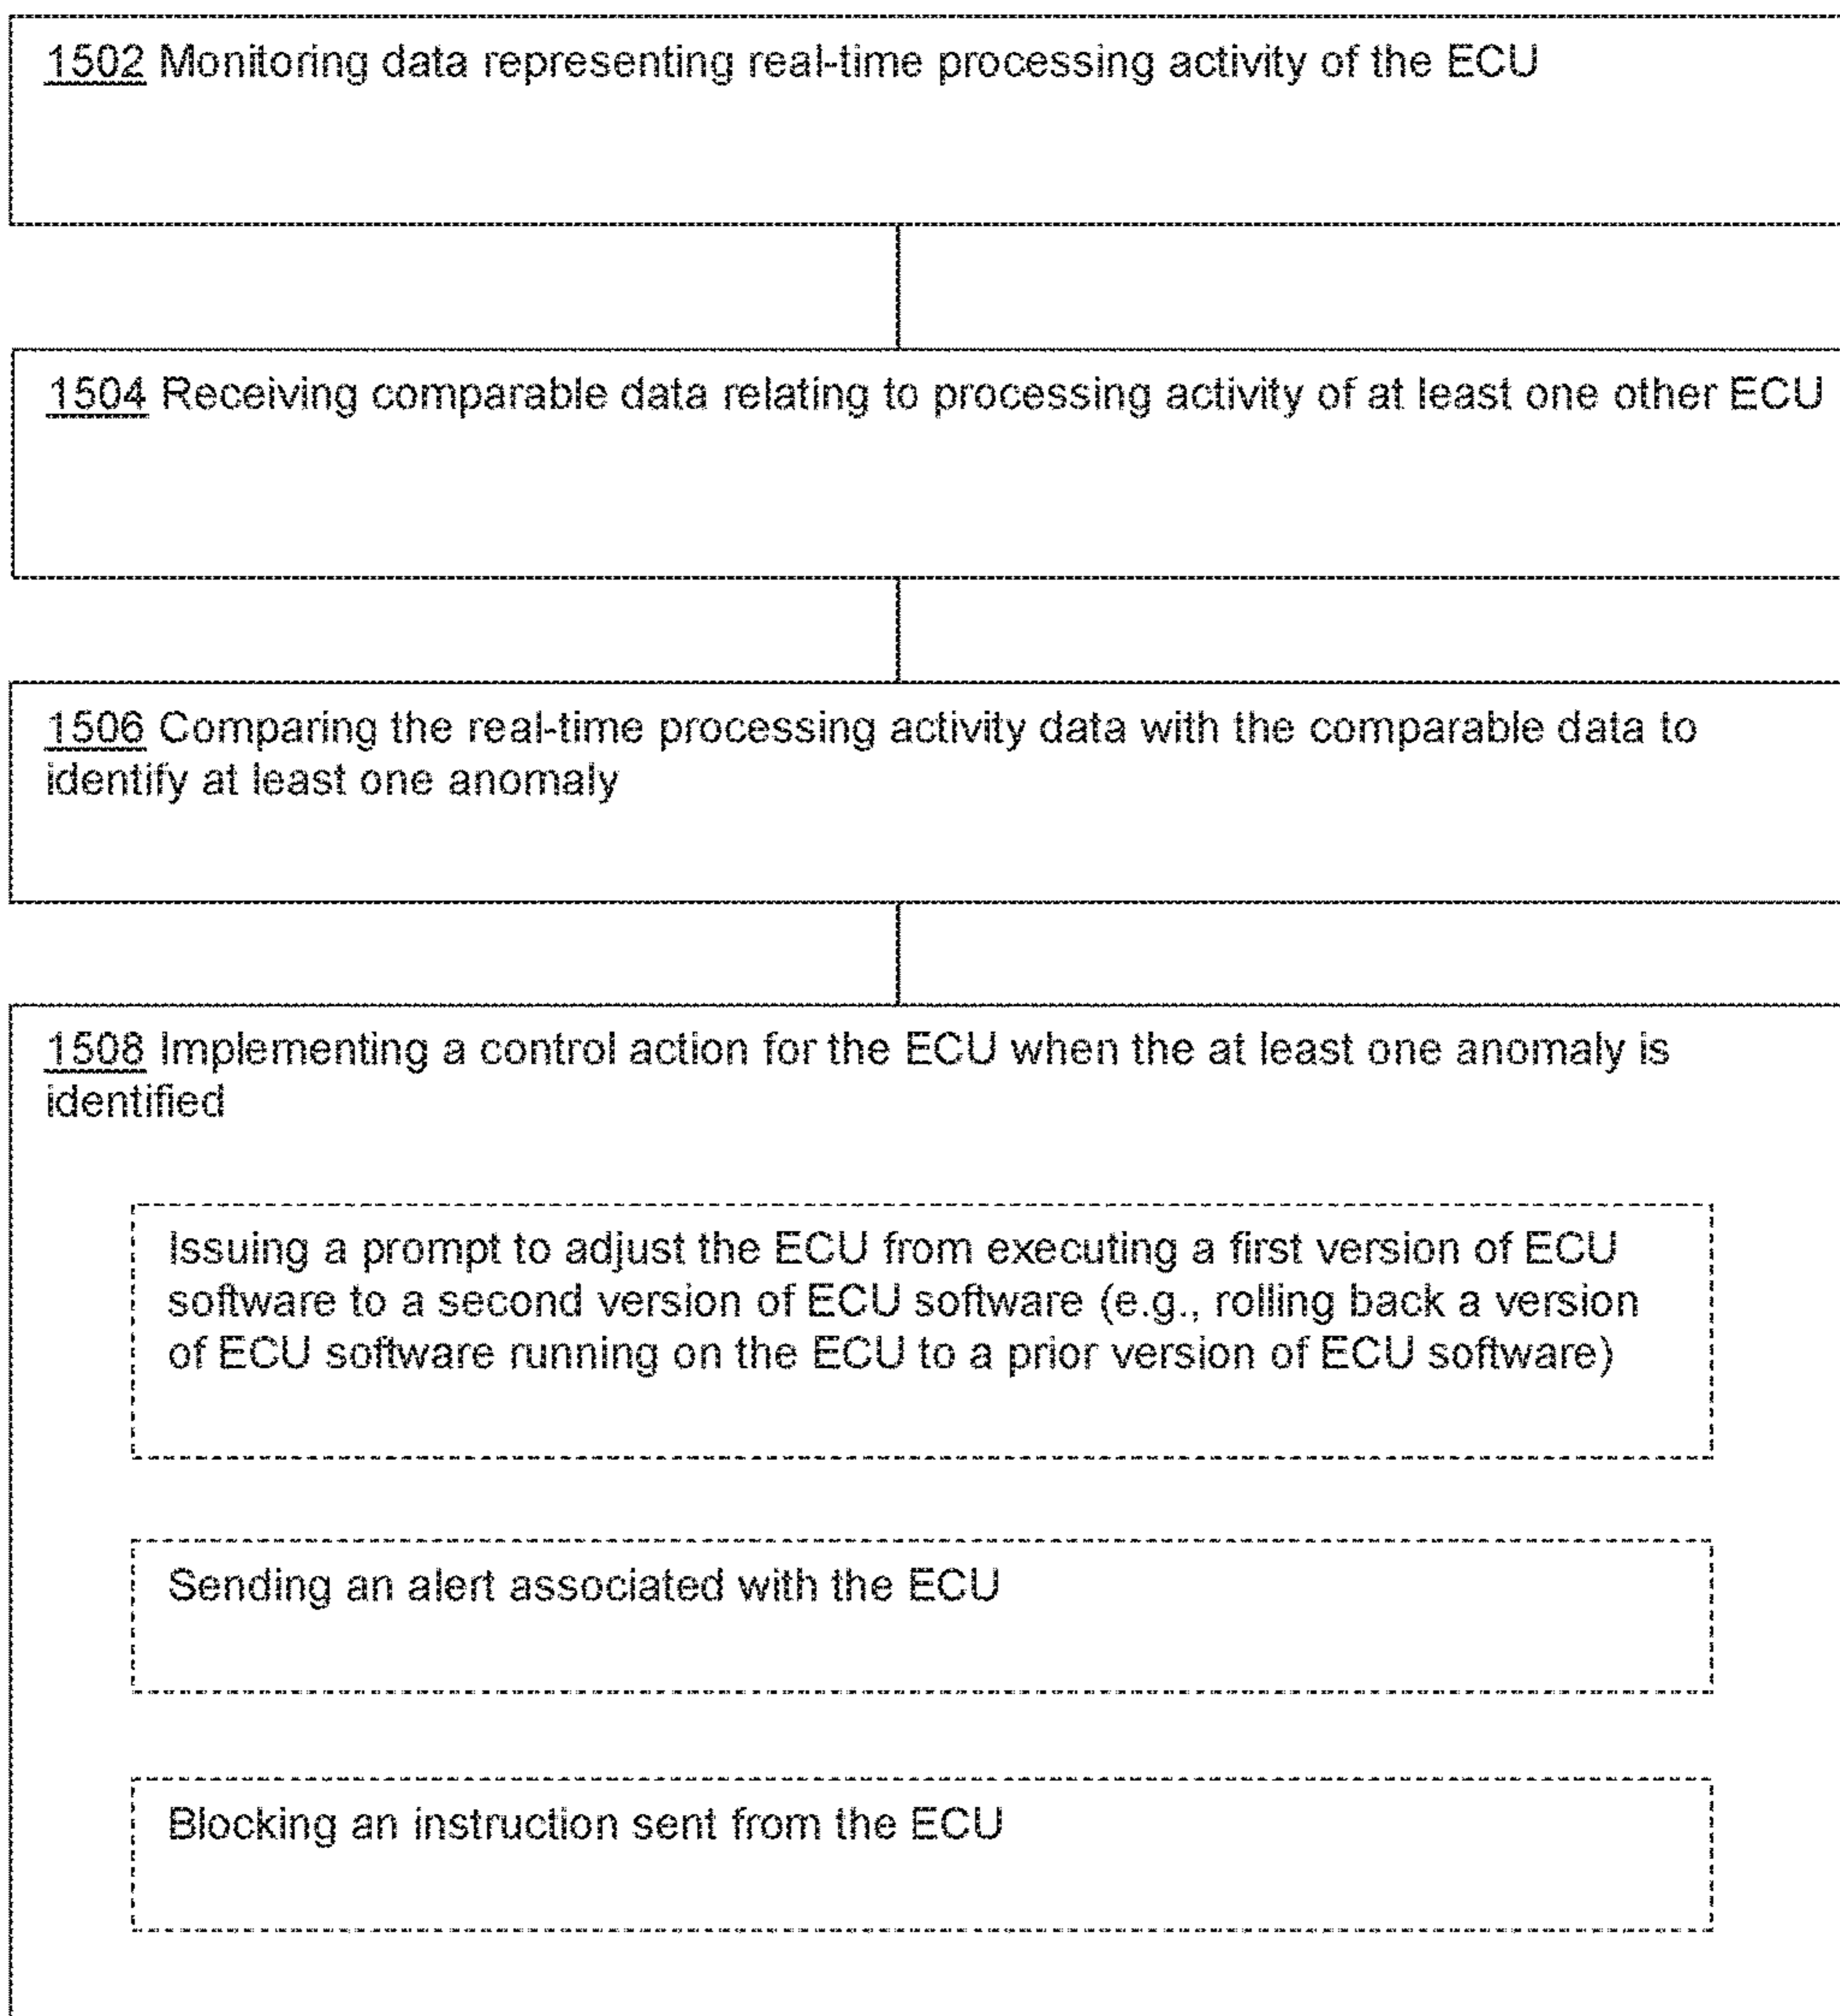 1502 Monitoring data representing real-time processing activity of the ECU
1504 Receiving comparable data relating to processing activity of at least one other ECU
1506 Comparing the real-time processing activity data with the comparable data to
identify at least one anomaly
1508 Implementing a control action for the ECU when the at least one anomaly is
identified
Issuing a prompt to adjust the ECU from executing a first version of ECU
software to a second version of ECU software (e.g., rolling back a version
of ECU software running on the ECU to a prior version of ECU software)
Sending an alert associated with the ECU
Blocking an instruction sent from the ECU